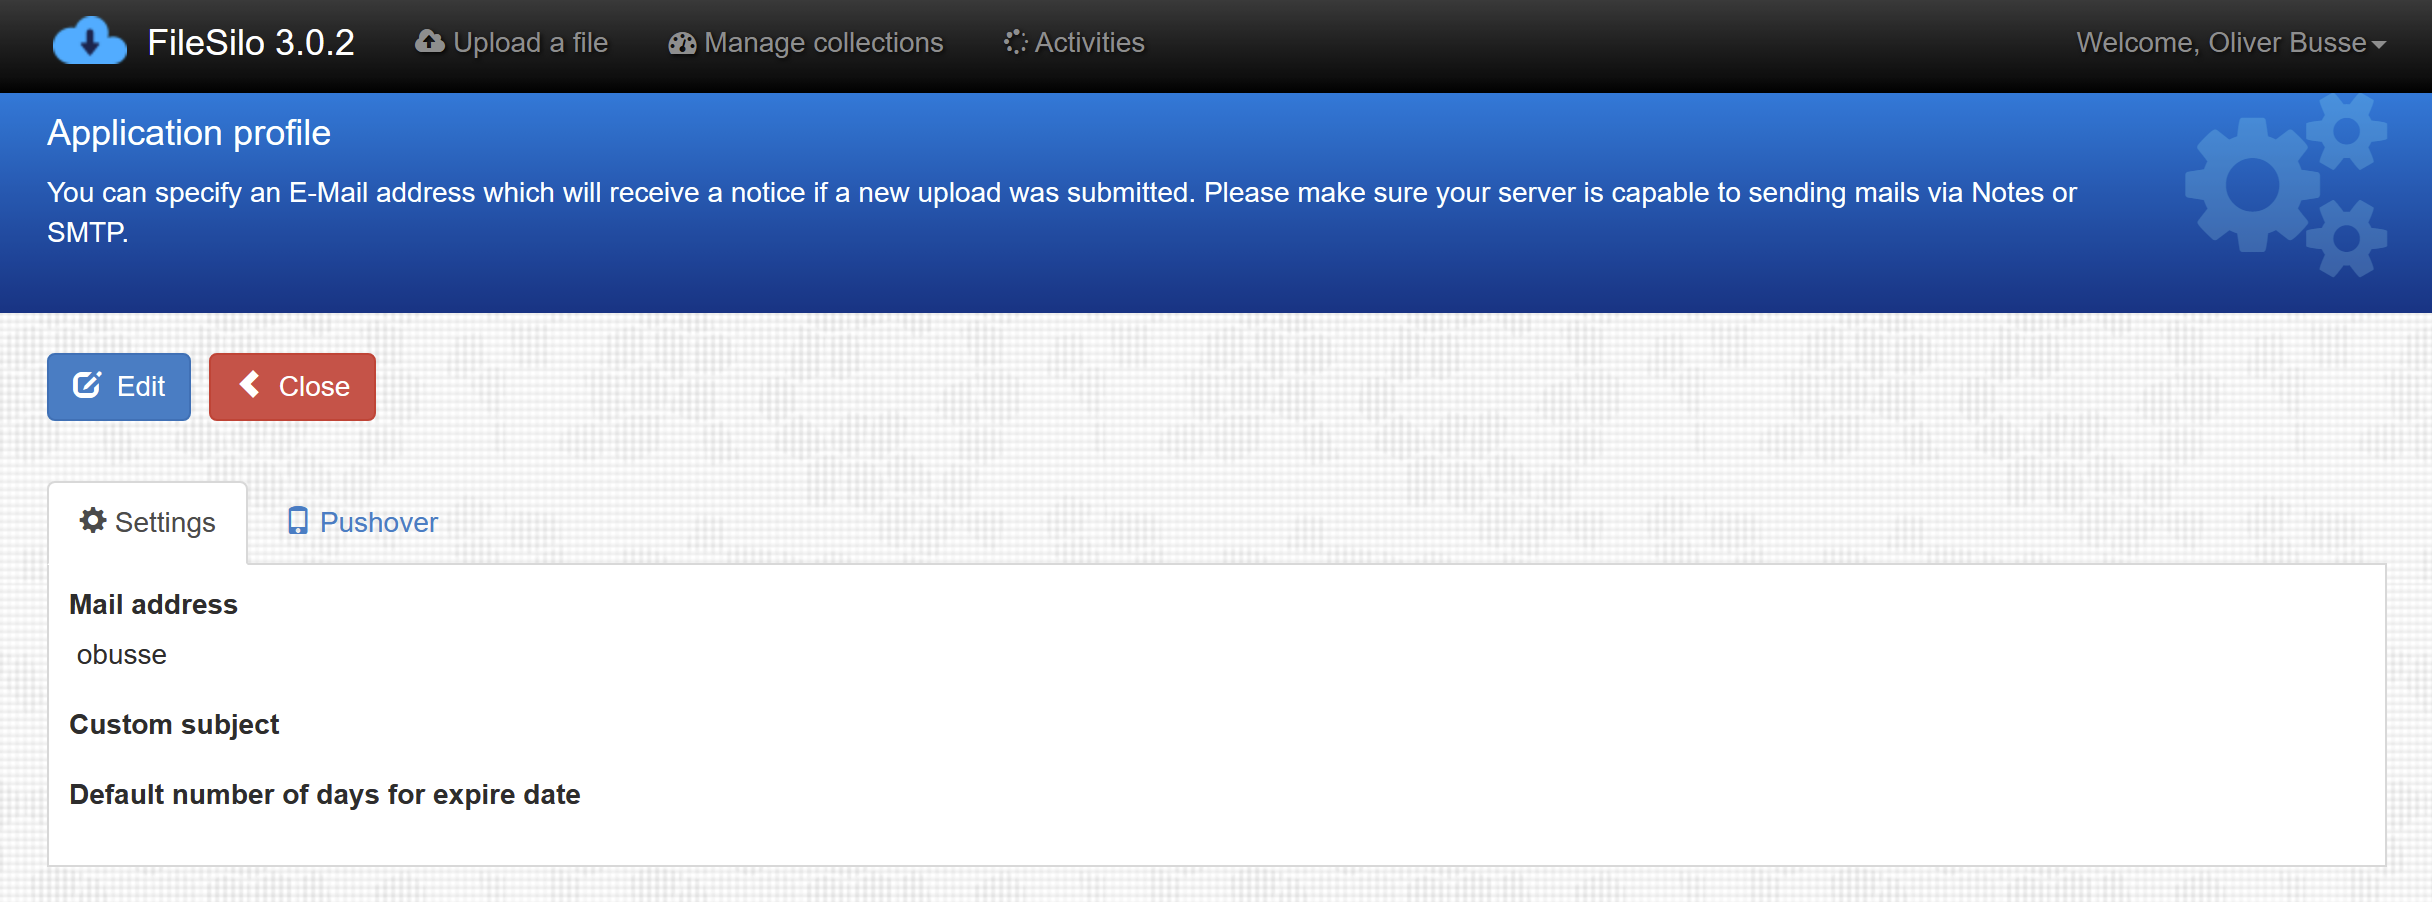 FileSilo 3.0.2 Upload a file Manage collections Activities Welcome, Oliver Busse
Application profile
You can specify an E-Mail address which will receive a notice if a new upload was submitted. Please make sure your server is capable to sending mails via Notes or
SMTP.
Edit Close
Settings Pushover
Mail address
obusse
Custom subject
Default number of days for expire date